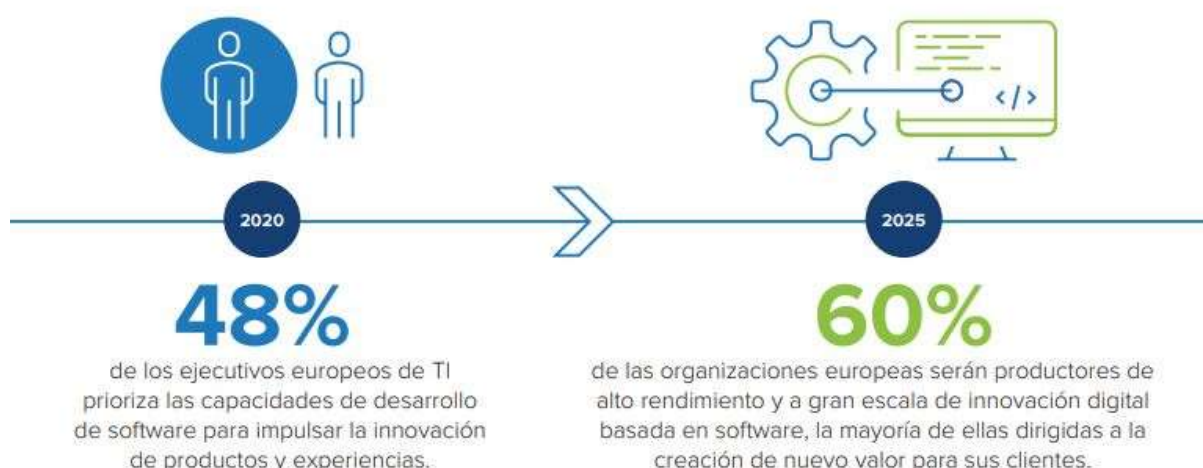 </>
2020
2025
48%
de los ejecutivos europeos de TI
prioriza las capacidades de desarrollo
de software para impulsar la innovación
de productos y experiencias.
60%
de las organizaciones europeas serán productores de
alto rendimiento y a gran escala de innovación digital
basada en software, la mayoría de ellas dirigidas a la
creación de nuevo valor para sus clientes.